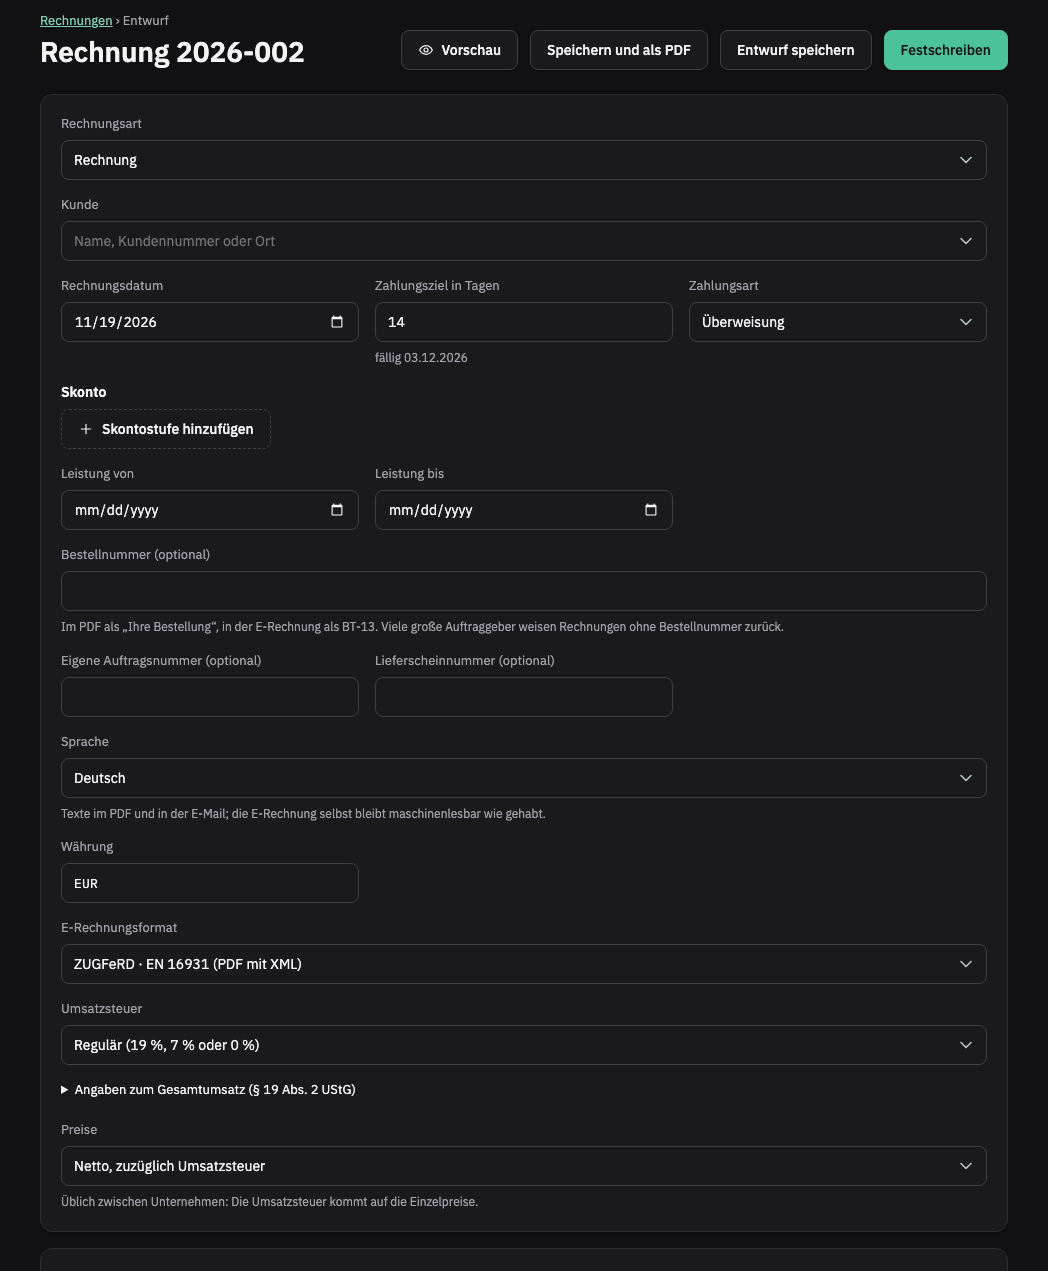 Rechnungen › Entwurf
Rechnung 2026-002
Vorschau
Speichern und als PDF
Entwurf speichern
Festschreiben
Rechnungsart
Rechnung
Kunde
Name, Kundennummer oder Ort
Rechnungsdatum
11/19/2026
Zahlungsziel in Tagen
14
fällig 03.12.2026
Zahlungsart
Überweisung
Skonto
+ Skontostufe hinzufügen
Leistung von
mm/dd/yyyy
Leistung bis
mm/dd/yyyy
Bestellnummer (optional)
Im PDF als „Ihre Bestellung“, in der E-Rechnung als BT-13. Viele große Auftraggeber weisen Rechnungen ohne Bestellnummer zurück.
Eigene Auftragsnummer (optional)
Lieferscheinnummer (optional)
Sprache
Deutsch
Texte im PDF und in der E-Mail; die E-Rechnung selbst bleibt maschinenlesbar wie gehabt.
Währung
EUR
E-Rechnungsformat
ZUGFeRD · EN 16931 (PDF mit XML)
Umsatzsteuer
Regulär (19 %, 7 % oder 0 %)
Angaben zum Gesamtumsatz (§ 19 Abs. 2 UStG)
Preise
Netto, zuzüglich Umsatzsteuer
Üblich zwischen Unternehmen: Die Umsatzsteuer kommt auf die Einzelpreise.